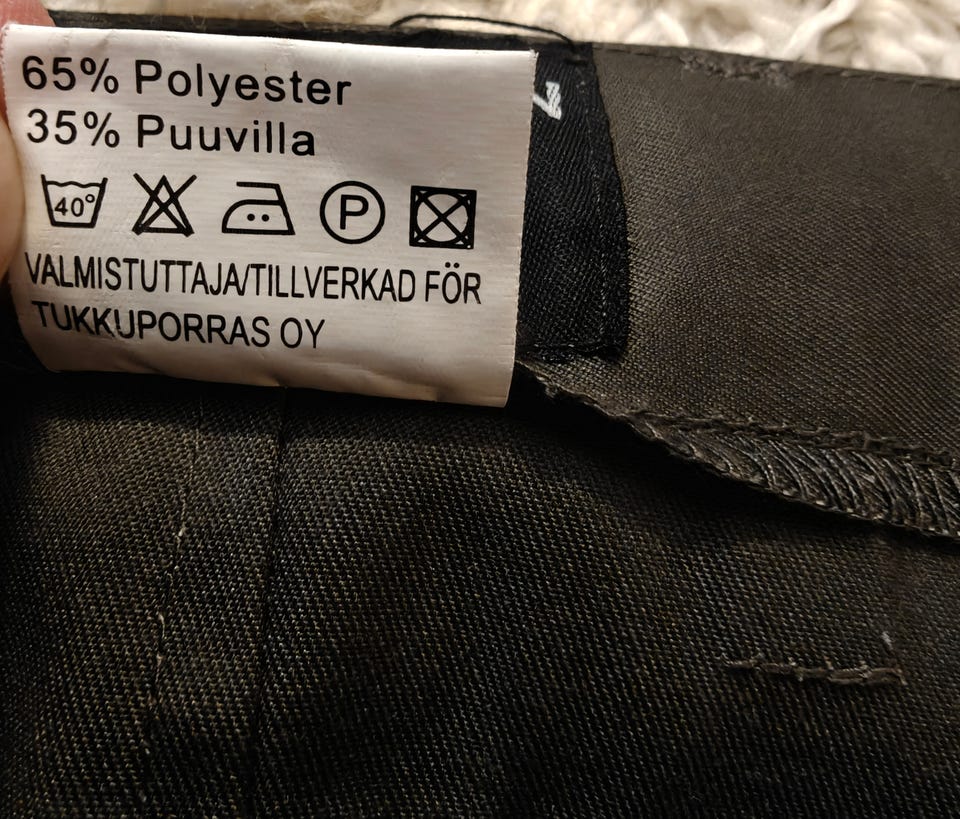 65% Polyester
35% Puuvilla
40° P
VALMISTUTTAJA/TILLVERKAD FÖR
TUKKUPORRAS OY